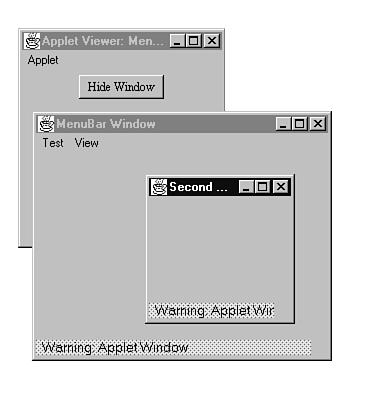 Applet Viewer: Men...
Applet
Hide Window
MenuBar Window
Test View
Second ...
Warning: Applet Wir
Warning: Applet Window